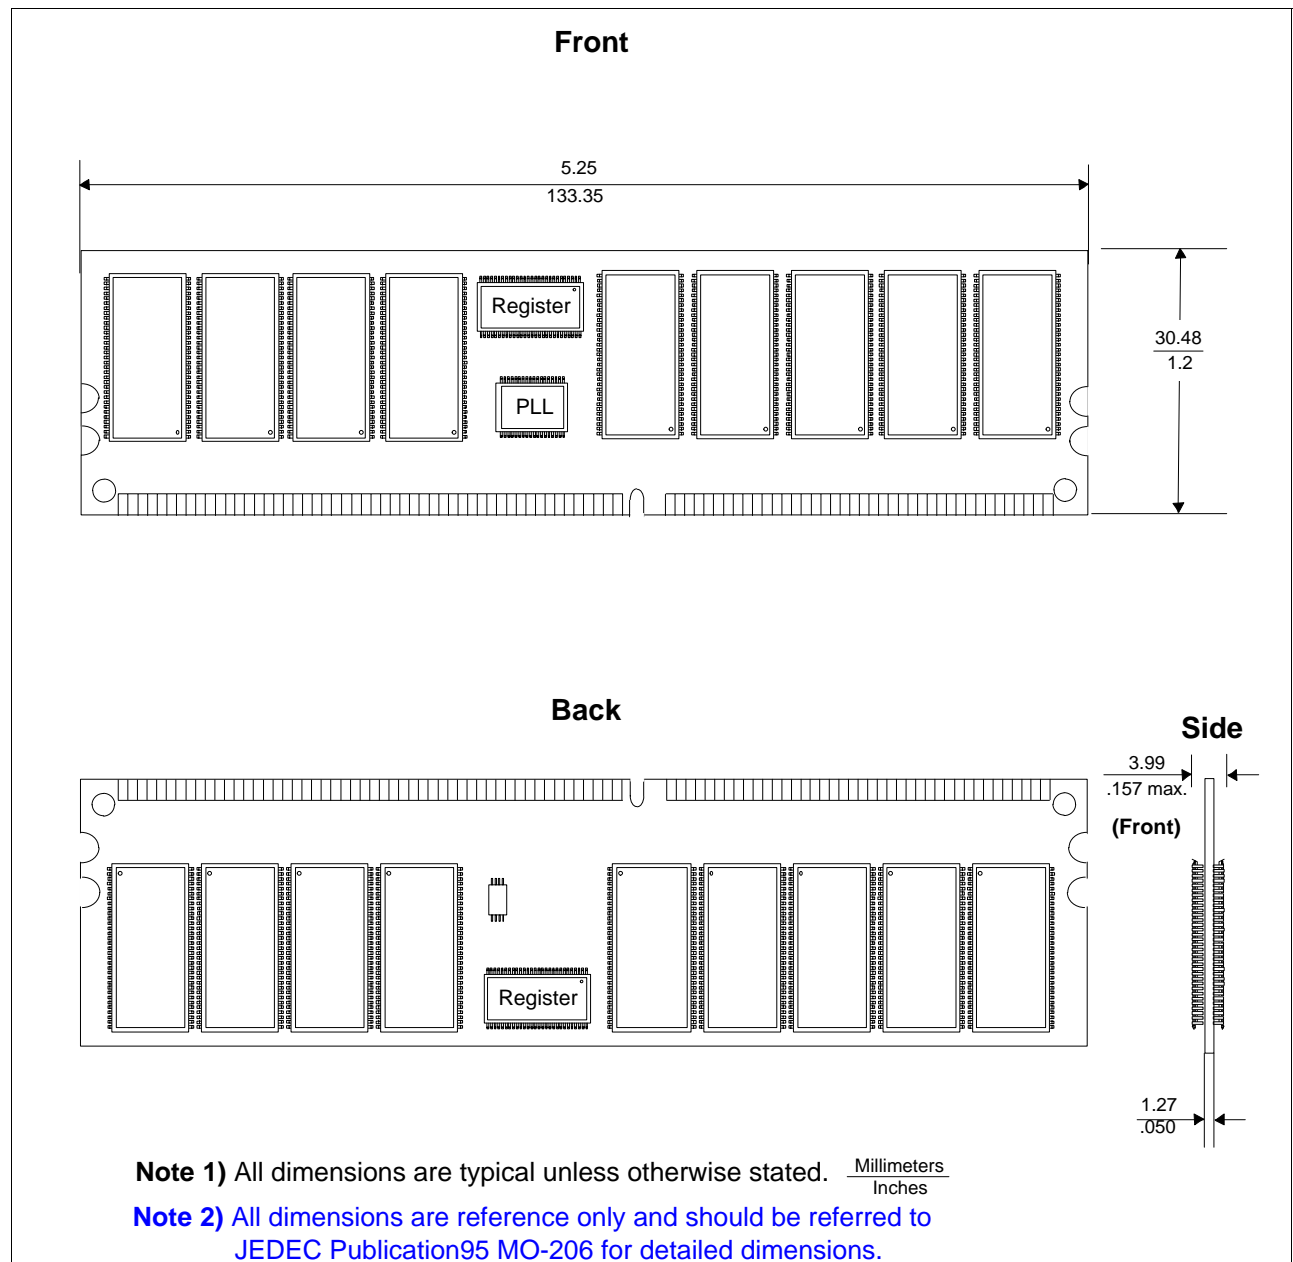 Front
5.25
133.35
Register
PLL
30.48
1.2
Back
Side
3.99
.157 max.
(Front)
Register
1.27
.050
Note 1) All dimensions are typical unless otherwise stated. Millimeters
Inches
Note 2) All dimensions are reference only and should be referred to
JEDEC Publication95 MO-206 for detailed dimensions.